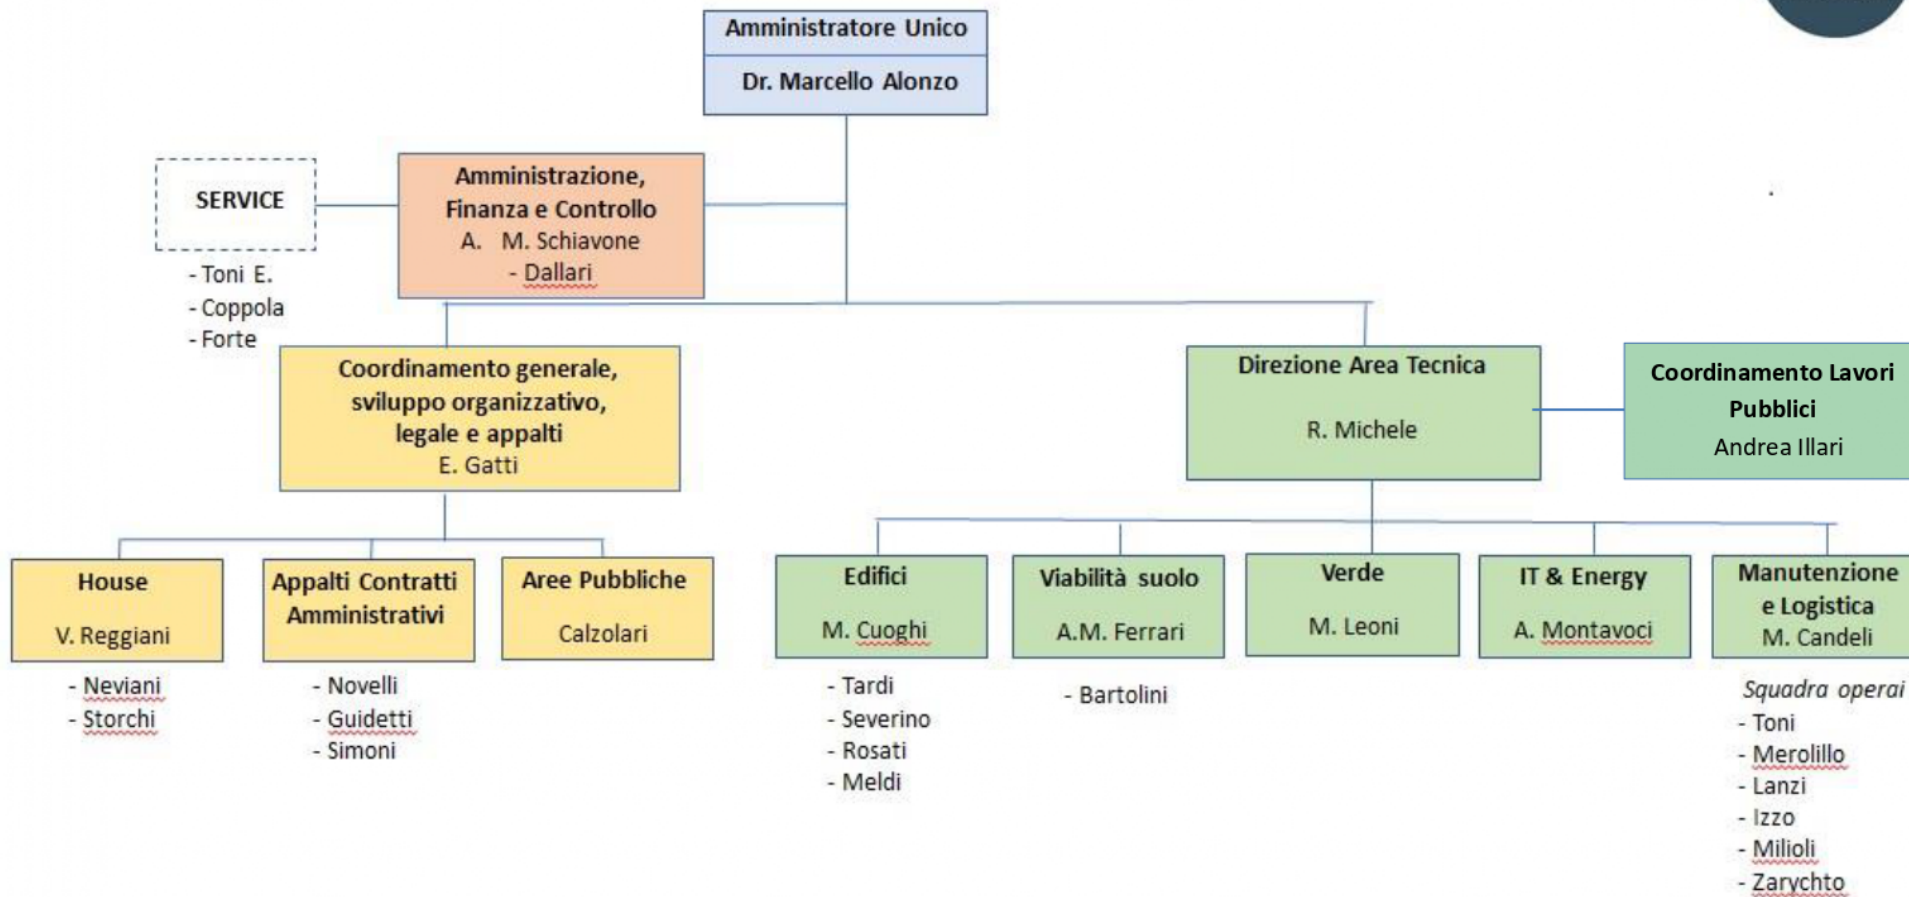 Amministratore Unico
Dr. Marcello Alonzo
SERVICE
- Toni E.
- Coppola
- Forte
Amministrazione,
Finanza e Controllo
A. M. Schiavone
- Dallari
Coordinamento generale,
sviluppo organizzativo,
legale e appalti
E. Gatti
Direzione Area Tecnica
R. Michele
Coordinamento Lavori
Pubblici
Andrea Illari
House
V. Reggiani
- Neviani
- Storchi
Appalti Contratti
Amministrativi
- Novelli
- Guidetti
- Simoni
Aree Pubbliche
Calzolari
Edifici
M. Cuoghi
- Tardi
- Severino
- Rosati
- Meldi
Viabilità suolo
A.M. Ferrari
- Bartolini
Verde
M. Leoni
IT & Energy
A. Montavoci
Manutenzione
e Logistica
M. Candeli
Squadra operai
- Toni
- Merolillo
- Lanzi
- Izzo
- Milioli
- Zarychto